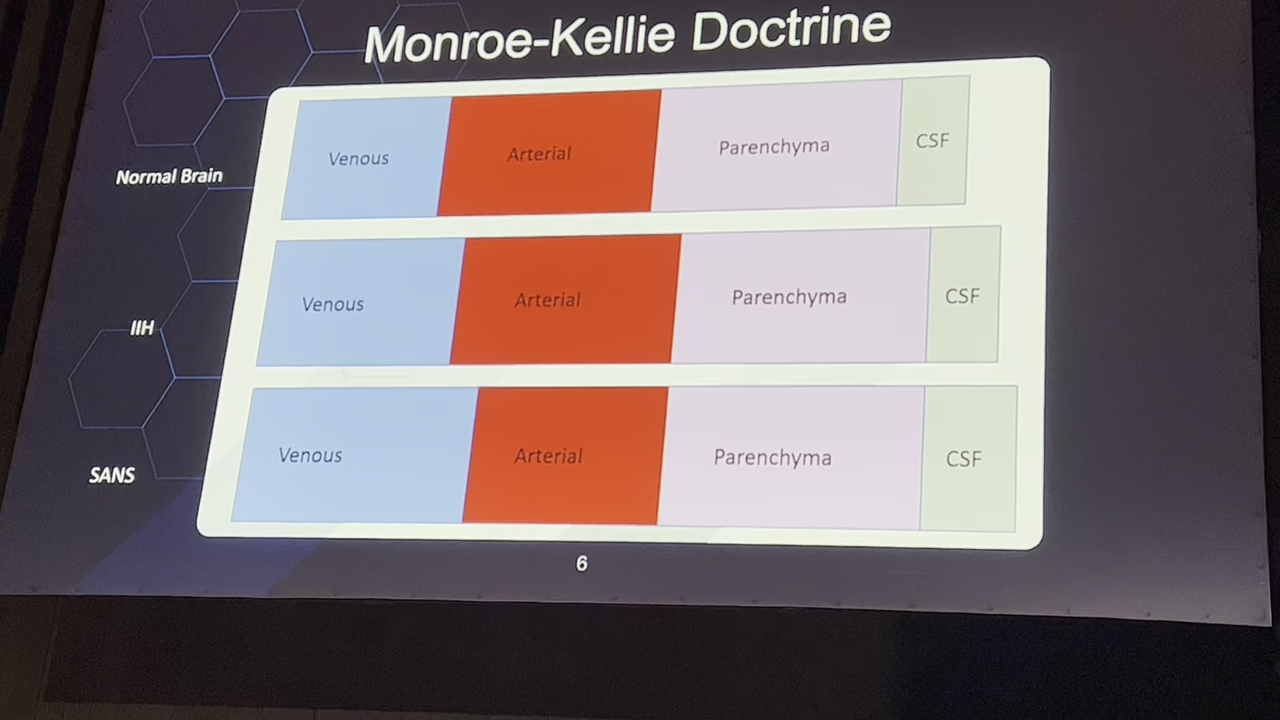 Monroe-Kellie Doctrine
Normal Brain
Venous Arterial Parenchyma CSF
IIH
Venous Arterial Parenchyma CSF
SANS
Venous Arterial Parenchyma CSF
6